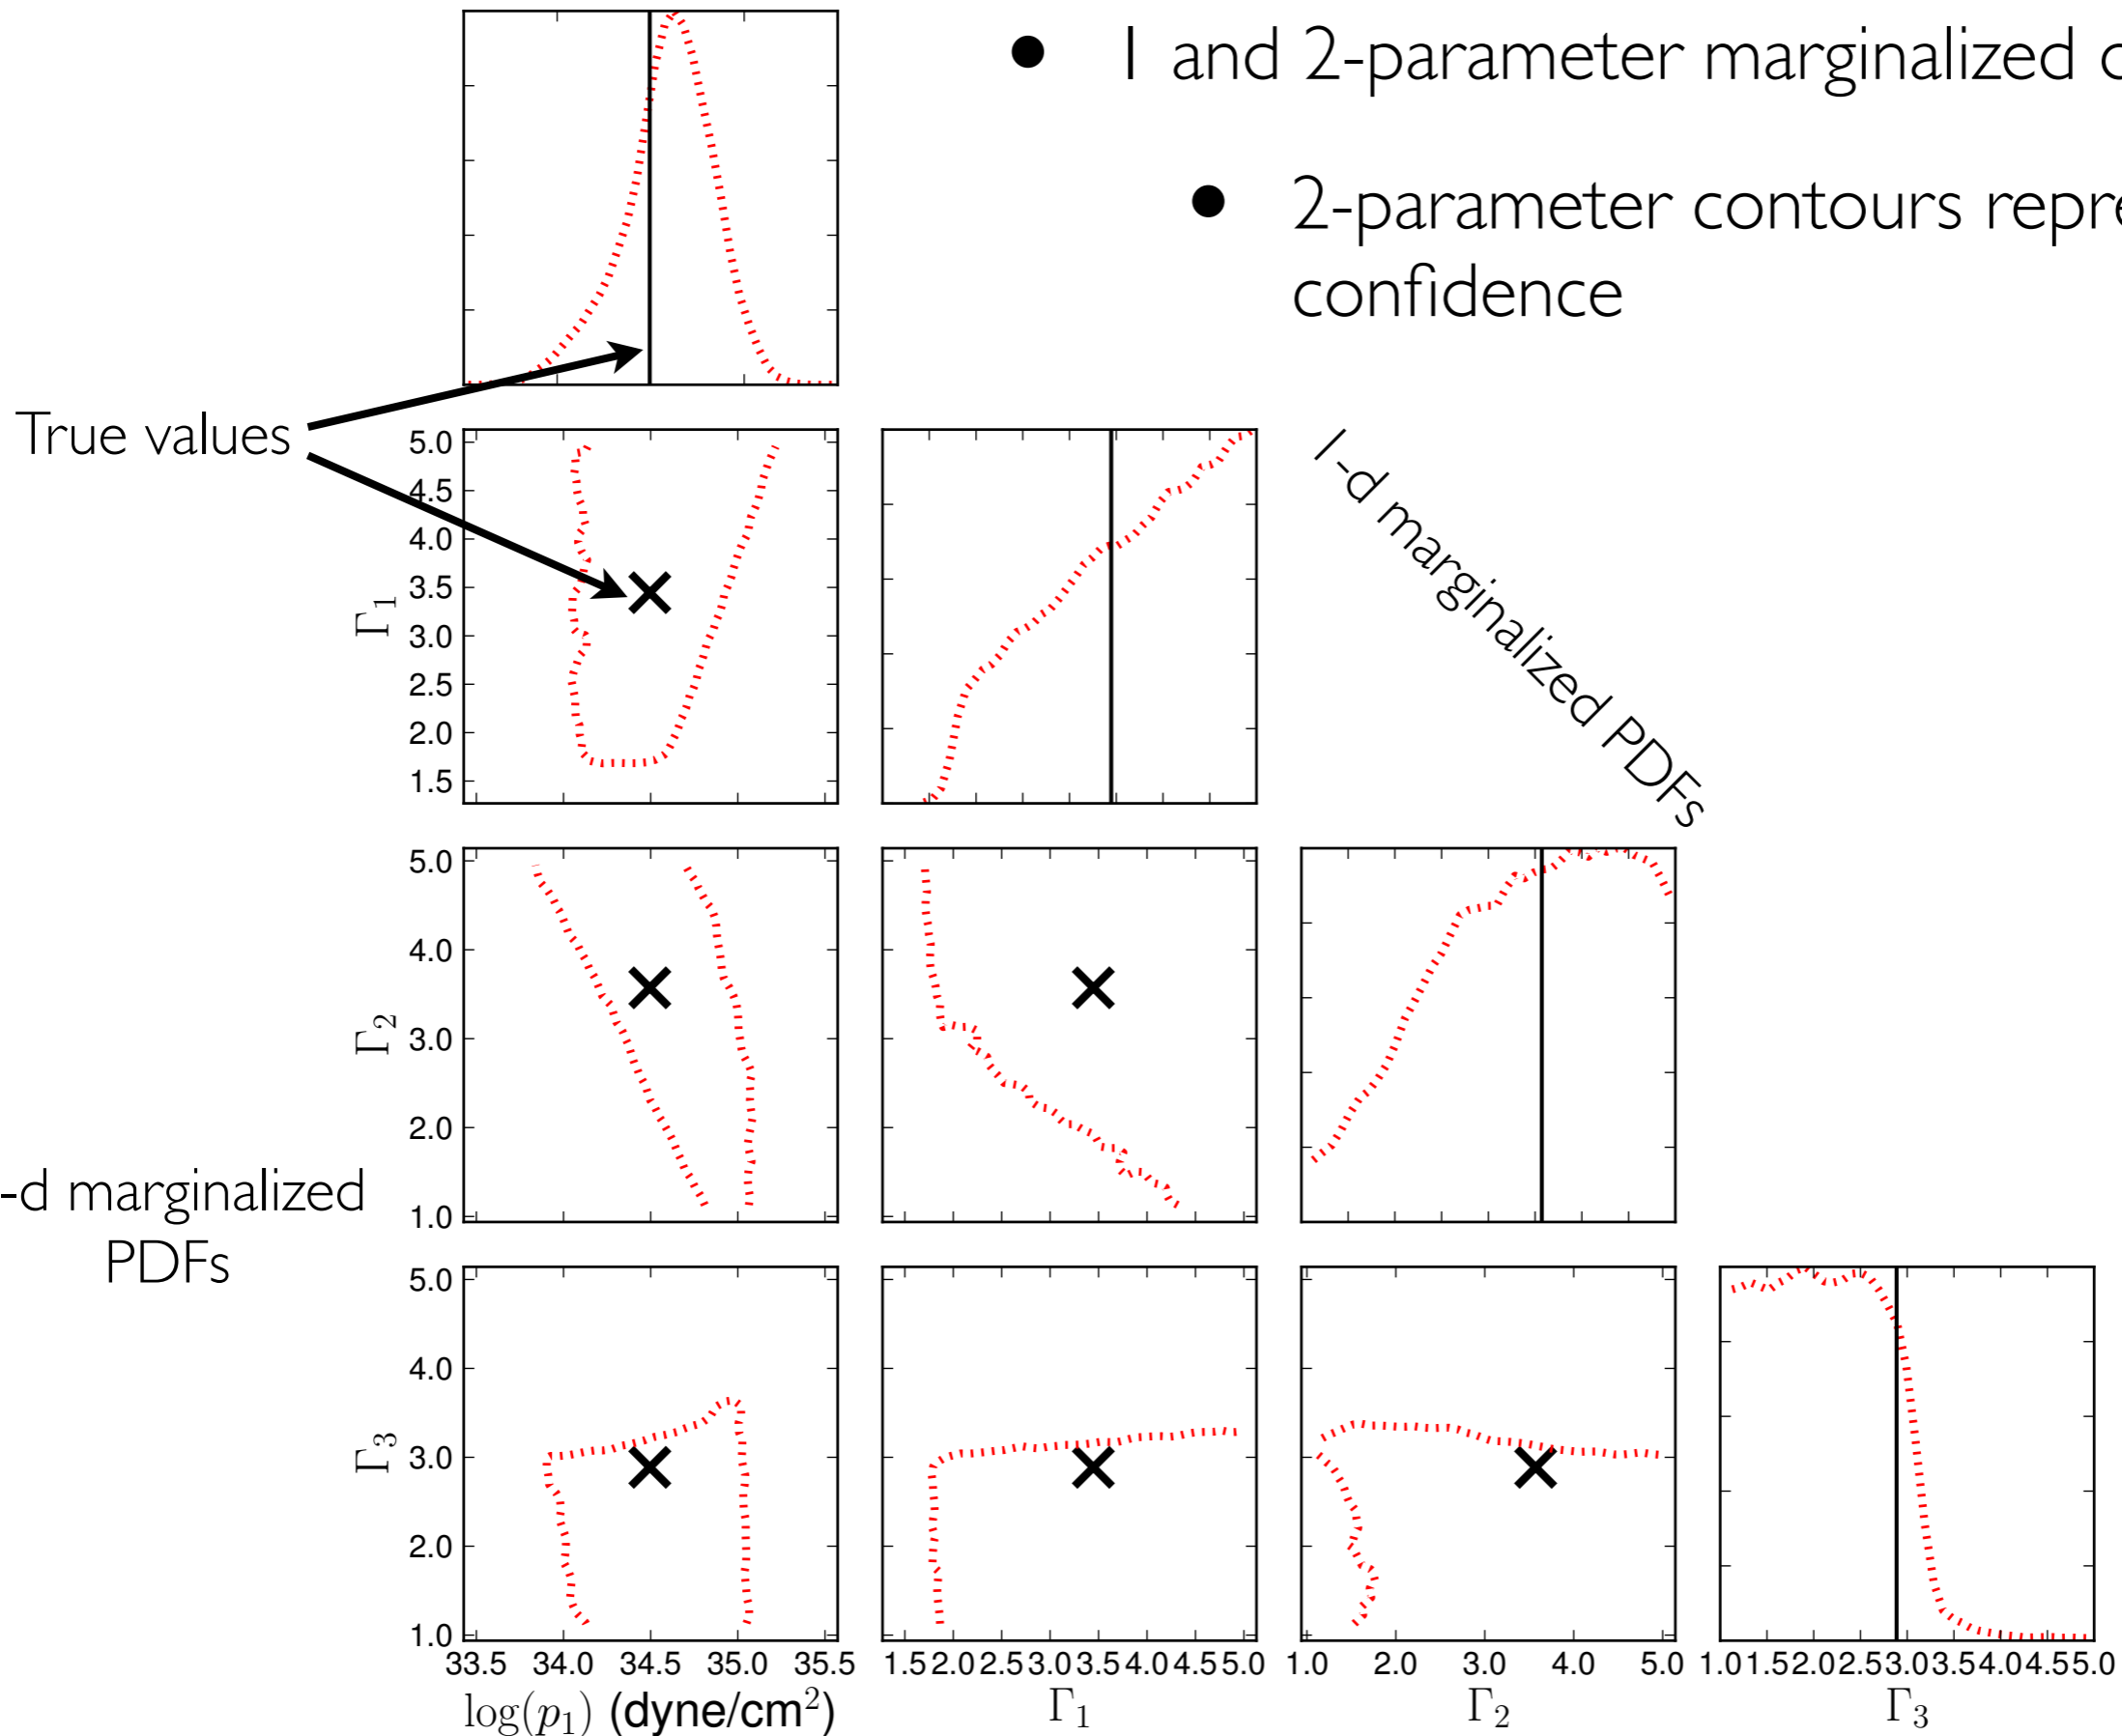 1 and 2-parameter marginalized
2-parameter contours
confidence
True values
1-d marginalized PDFs
-d marginalized
PDFs
5.0
4.5
4.0
3.5
3.0
2.5
2.0
1.5
Γ1
5.0
4.0
3.0
2.0
1.0
Γ2
5.0
4.0
3.0
2.0
1.0
Γ3
33.5 34.0 34.5 35.0 35.5
1.5 2.0 2.5 3.0 3.5 4.0 4.5 5.0
1.0 2.0 3.0 4.0 5.0
1.0 1.5 2.0 2.5 3.0 3.5 4.0 4.5 5.0
log(p1) (dyne/cm²)
Γ1
Γ2
Γ3